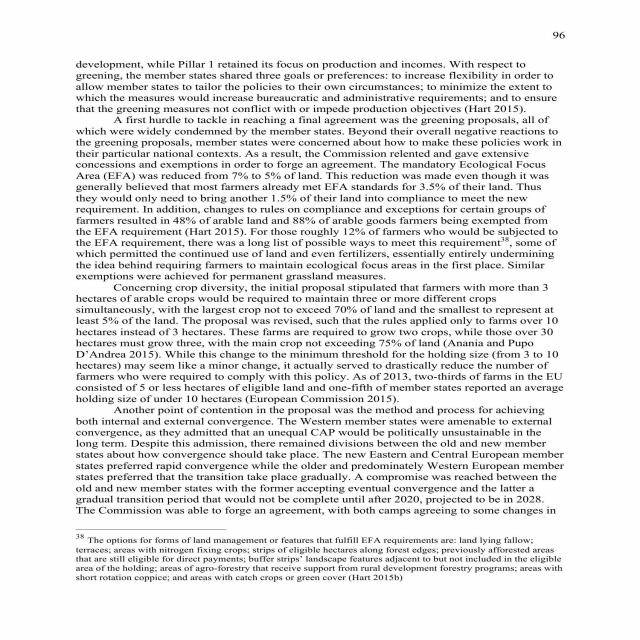 96
development, while Pillar 1 retained its focus on production and incomes. With respect to
greening, the member states shared three goals or preferences: to increase flexibility in order to
allow member states to tailor the policies to their own circumstances; to minimize the extent to
which the measures would increase bureaucratic and administrative requirements; and to ensure
that the greening measures not conflict with or impede production objectives (Hart 2015).
A first hurdle to tackle in reaching a final agreement was the greening proposals, all of
which were widely condemned by the member states. Beyond their overall negative reactions to
the greening proposals, member states were concerned about how to make these policies work in
their particular national contexts. As a result, the Commission relented and gave extensive
concessions and exemptions in order to forge an agreement. The mandatory Ecological Focus
Area (EFA) was reduced from 7% to 5% of land. This reduction was made even though it was
generally believed that most farmers already met EFA standards for 3.5% of their land. Thus
they would only need to bring another 1.5% of their land into compliance to meet the new
requirement. In addition, changes to rules on compliance and exceptions for certain groups of
farmers resulted in 48% of arable land and 88% of arable goods farmers being exempted from
the EFA requirement (Hart 2015). For those roughly 12% of farmers who would be subjected to
the EFA requirement, there was a long list of possible ways to meet this requirement38, some of
which permitted the continued use of land and even fertilizers, essentially entirely undermining
the idea behind requiring farmers to maintain ecological focus areas in the first place. Similar
exemptions were achieved for permanent grassland measures.
Concerning crop diversity, the initial proposal stipulated that farmers with more than 3
hectares of arable crops would be required to maintain three or more different crops
simultaneously, with the largest crop not to exceed 70% of land and the smallest to represent at
least 5% of the land. The proposal was revised, such that the rules applied only to farms over 10
hectares instead of 3 hectares. These farms are required to grow two crops, while those over 30
hectares must grow three, with the main crop not exceeding 75% of land (Anania and Pupo
D’Andrea 2015). While this change to the minimum threshold for the holding size (from 3 to 10
hectares) may seem like a minor change, it actually served to drastically reduce the number of
farmers who were required to comply with this policy. As of 2013, two-thirds of farms in the EU
consisted of 5 or less hectares of eligible land and one-fifth of member states reported an average
holding size of under 10 hectares (European Commission 2015).
Another point of contention in the proposal was the method and process for achieving
both internal and external convergence. The Western member states were amenable to external
convergence, as they admitted that an unequal CAP would be politically unsustainable in the
long term. Despite this admission, there remained divisions between the old and new member
states about how convergence should take place. The new Eastern and Central European member
states preferred rapid convergence while the older and predominately Western European member
states preferred that the transition take place gradually. A compromise was reached between the
old and new member states with the former accepting eventual convergence and the latter a
gradual transition period that would not be complete until after 2020, projected to be in 2028.
The Commission was able to forge an agreement, with both camps agreeing to some changes in
38 The options for forms of land management or features that fulfill EFA requirements are: land lying fallow;
terraces; areas with nitrogen fixing crops; strips of eligible hectares along forest edges; previously afforested areas
that are still eligible for direct payments; buffer strips’ landscape features adjacent to but not included in the eligible
area of the holding; areas of agro-forestry that receive support from rural development forestry programs; areas with
short rotation coppice; and areas with catch crops or green cover (Hart 2015b)